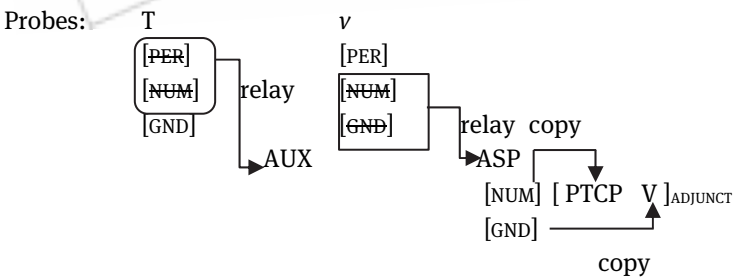 Probes: T v
[PER] [PER]
[NUM] relay [NUM]
[GND] [GND] relay copy
AUX ASP
[NUM] [ PTCP V ]ADJUNCT
[GND]
copy